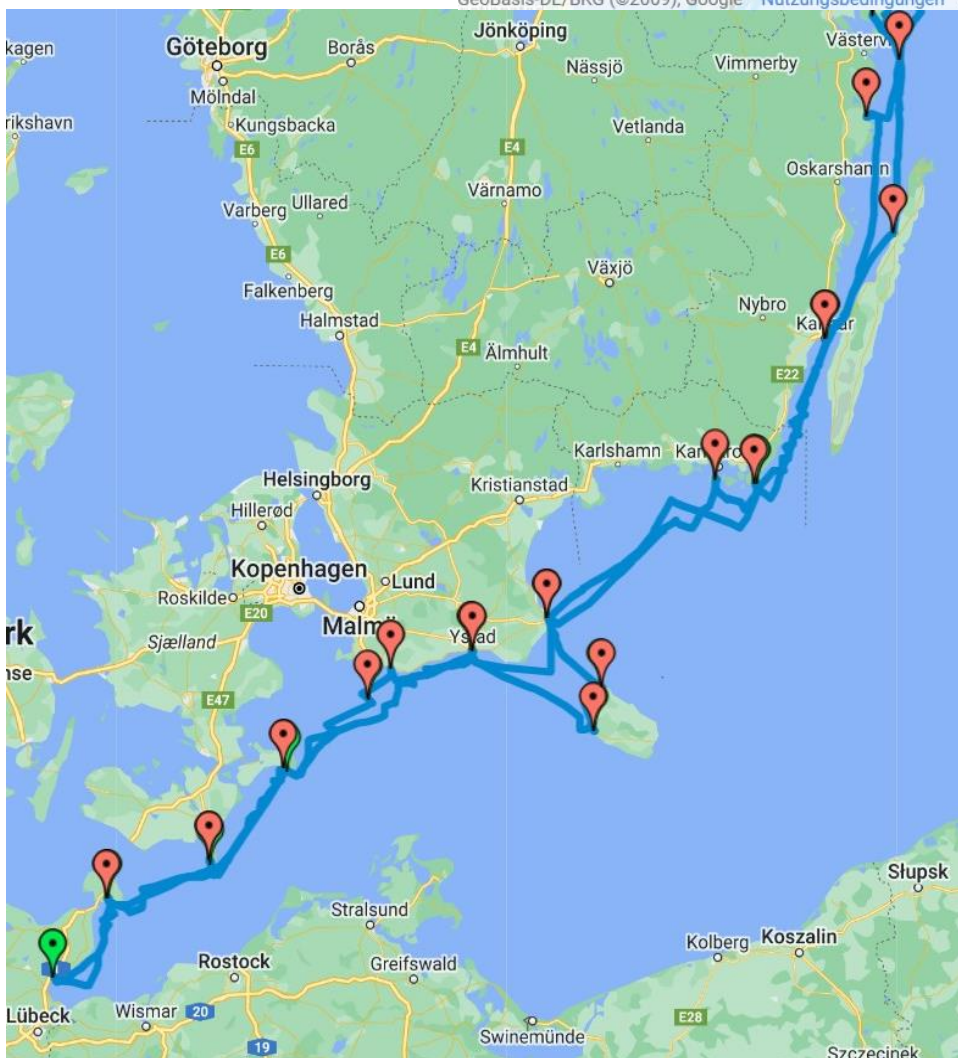 GeoBasis-DE/BKG (©2009), Google Nutzungsbedingungen
Jönköping
Göteborg
Borås
Västervi
Vimmerby
Nässjö
Mölndal
Kungsbacka
Vetlanda
E6
E4
Oskarshamn
Värnamo
Ullared
Varberg
E6
Växjö
Falkenberg
Nybro
Halmstad
E4
Älmhult
E22
Karlshamn
Helsingborg
Kristianstad
Hillerød
Kopenhagen
Lund
Roskilde
E20
Malm
Ystad
Sjælland
E47
Słupsk
Stralsund
Kolberg
Koszalin
Rostock
Greifswald
Lübeck
Wismar
20
Swinemünde
E28
19
Szczecinek